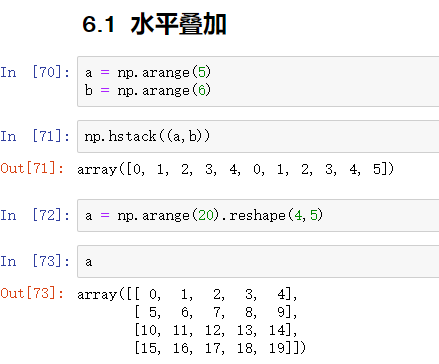 6.1 水平叠加
In [70]: a = np.arange(5)
b = np.arange(6)
In [71]: np.hstack((a,b))
Out[71]: array([0, 1, 2, 3, 4, 0, 1, 2, 3, 4, 5])
In [72]: a = np.arange(20).reshape(4,5)
In [73]: a
Out[73]: array([[ 0, 1, 2, 3, 4],
[ 5, 6, 7, 8, 9],
[10, 11, 12, 13, 14],
[15, 16, 17, 18, 19]])